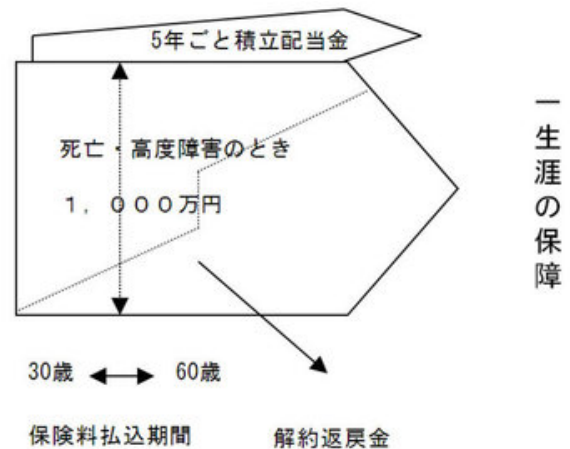 5年ごと積立配当金
死亡・高度障害のとき
１，０００万円
一生涯の保障
30歳
60歳
保険料払込期間
解約返戻金